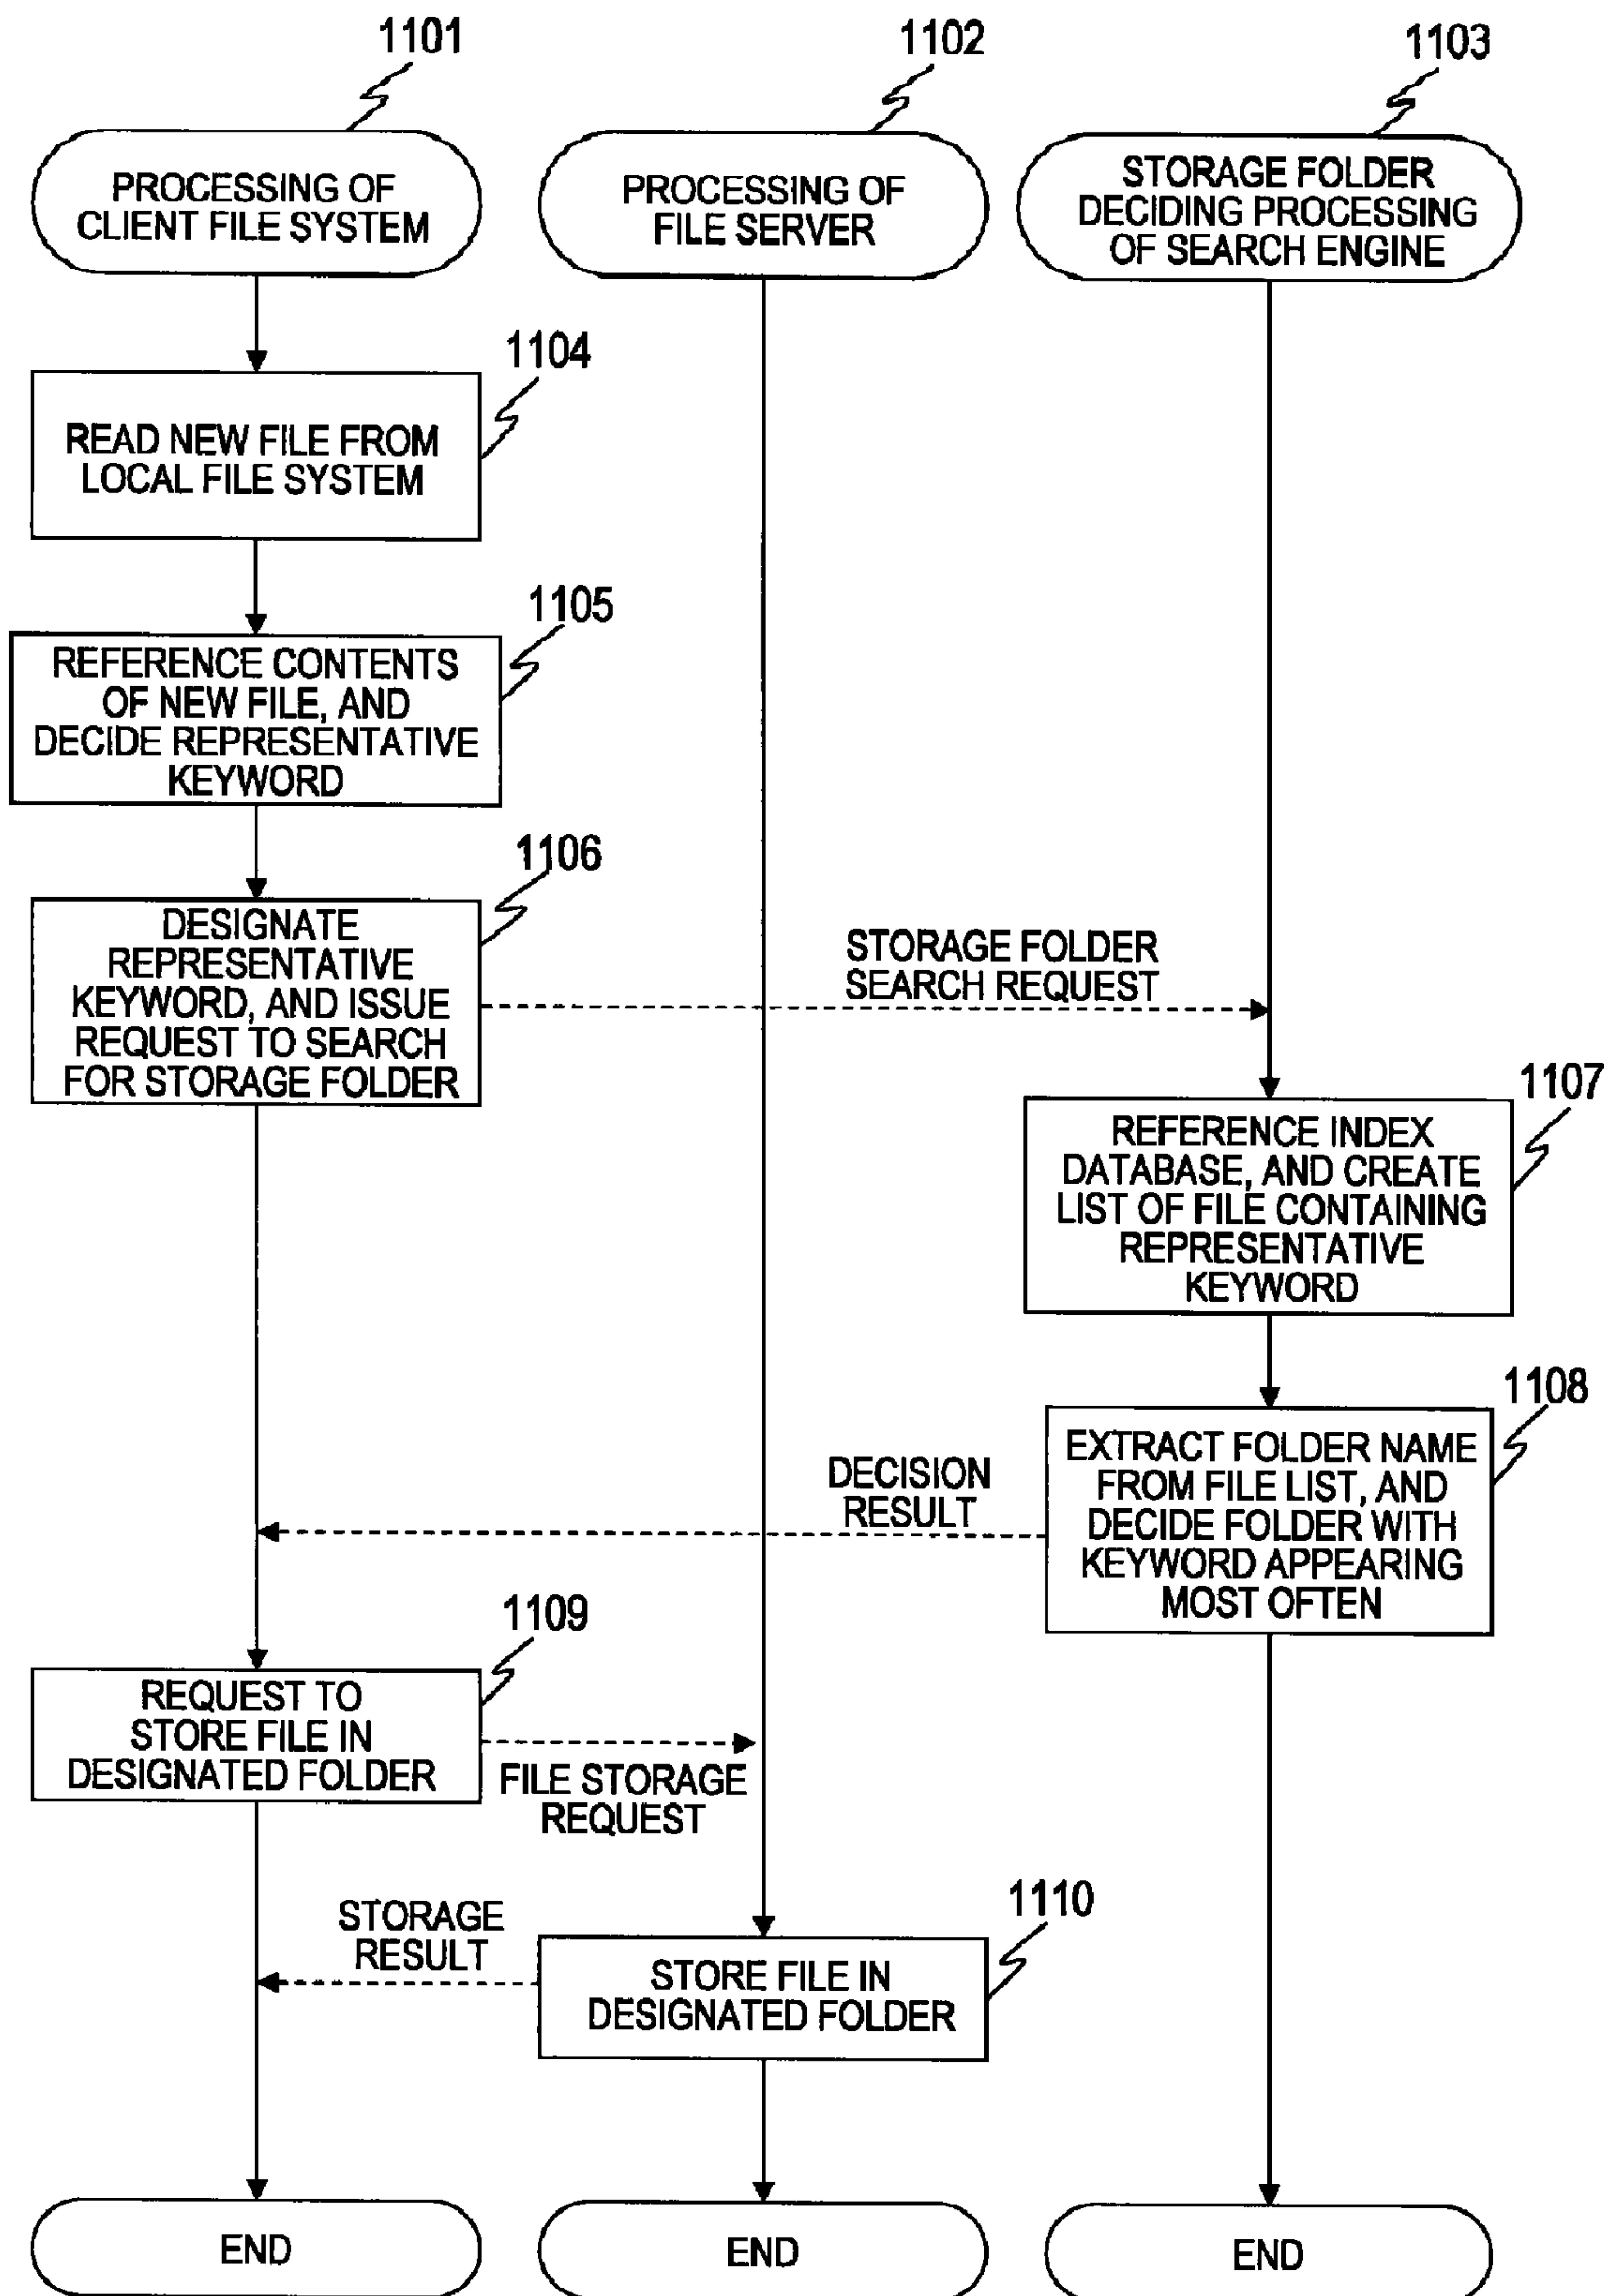 1101
1102
1103
PROCESSING OF
CLIENT FILE SYSTEM
PROCESSING OF
FILE SERVER
STORAGE FOLDER
DECIDING PROCESSING
OF SEARCH ENGINE
1104
READ NEW FILE FROM
LOCAL FILE SYSTEM
1105
REFERENCE CONTENTS
OF NEW FILE, AND
DECIDE REPRESENTATIVE
KEYWORD
1106
DESIGNATE
REPRESENTATIVE
KEYWORD, AND ISSUE
REQUEST TO SEARCH
FOR STORAGE FOLDER
STORAGE FOLDER
SEARCH REQUEST
1107
REFERENCE INDEX
DATABASE, AND CREATE
LIST OF FILE CONTAINING
REPRESENTATIVE
KEYWORD
1108
EXTRACT FOLDER NAME
FROM FILE LIST, AND
DECIDE FOLDER WITH
KEYWORD APPEARING
MOST OFTEN
DECISION
RESULT
1109
REQUEST TO
STORE FILE IN
DESIGNATED FOLDER
FILE STORAGE
REQUEST
1110
STORE FILE IN
DESIGNATED FOLDER
STORAGE
RESULT
END
END
END